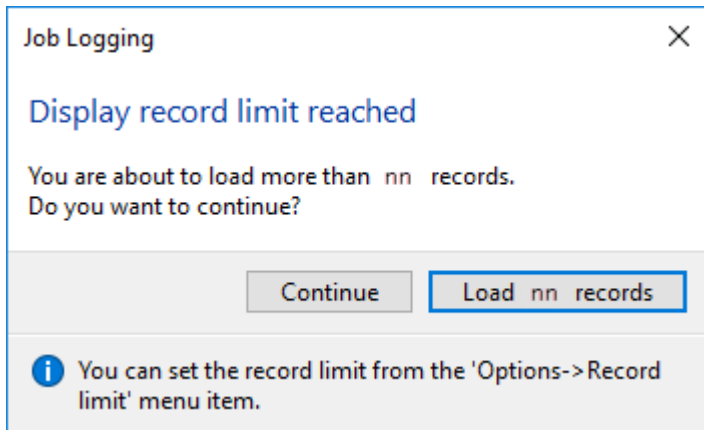 Job Logging
Display record limit reached
You are about to load more than nn records.
Do you want to continue?
Continue
Load nn records
You can set the record limit from the 'Options->Record
limit' menu item.